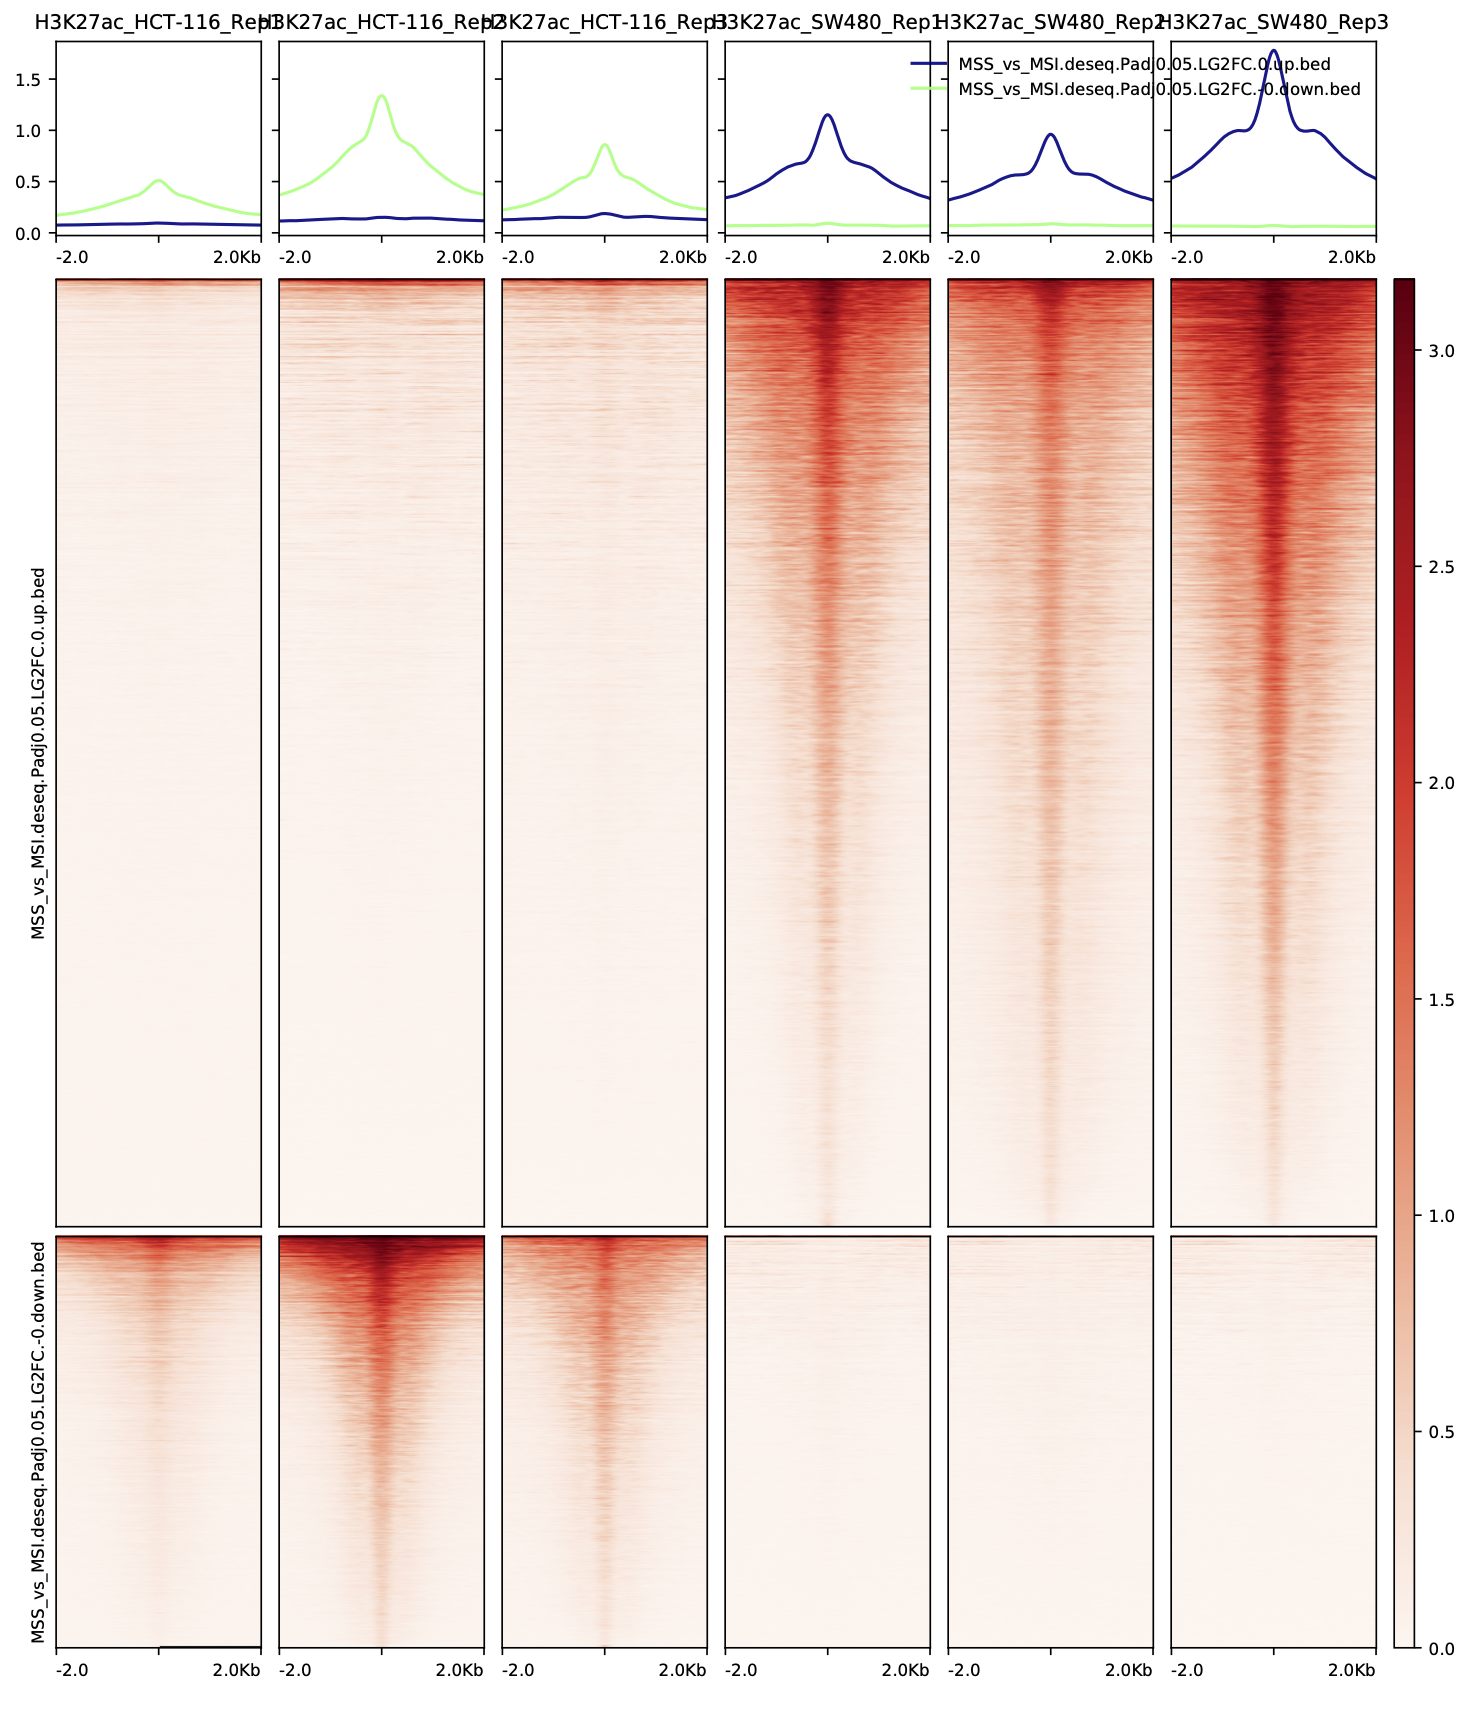 H3K27ac_HCT-116_Rep1
H3K27ac_HCT-116_Rep2
H3K27ac_HCT-116_Rep3
H3K27ac_SW480_Rep1
H3K27ac_SW480_Rep2
H3K27ac_SW480_Rep3
MSS_vs_MSI.deseq.Padj0.05.LG2FC.0.up.bed
MSS_vs_MSI.deseq.Padj0.05.LG2FC.-0.down.bed
1.5
1.0
0.5
0.0
-2.0 2.0Kb
-2.0 2.0Kb
-2.0 2.0Kb
-2.0 2.0Kb
-2.0 2.0Kb
-2.0 2.0Kb
MSS_vs_MSI.deseq.Padj0.05.LG2FC.0.up.bed
MSS_vs_MSI.deseq.Padj0.05.LG2FC.-0.down.bed
3.0
2.5
2.0
1.5
1.0
0.5
0.0
-2.0 2.0Kb
-2.0 2.0Kb
-2.0 2.0Kb
-2.0 2.0Kb
-2.0 2.0Kb
-2.0 2.0Kb